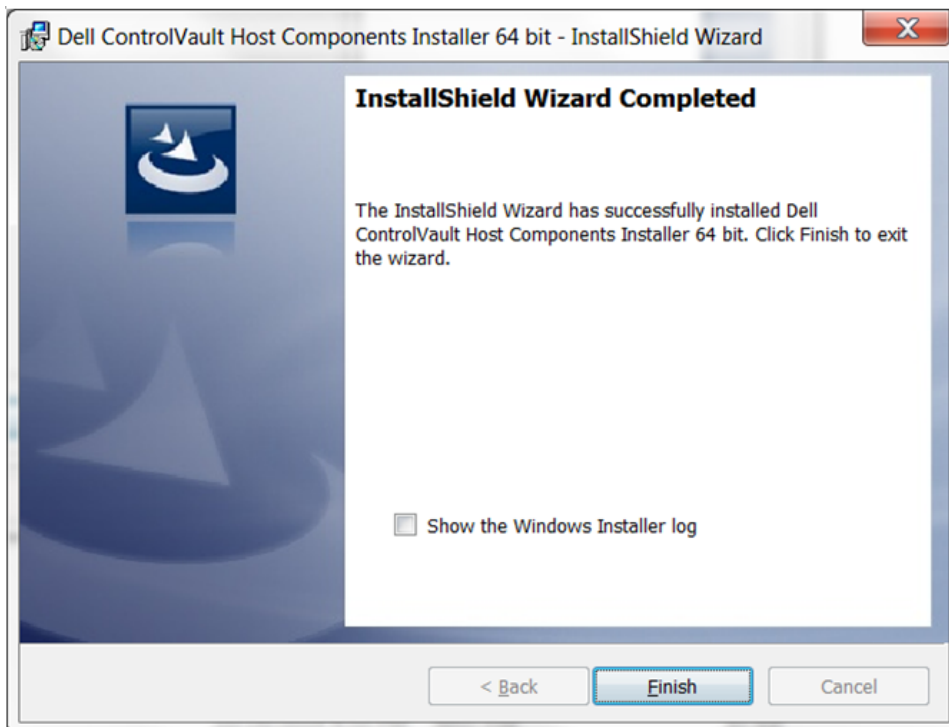 Dell ControlVault Host Components Installer 64 bit - InstallShield Wizard
InstallShield Wizard Completed
The InstallShield Wizard has successfully installed Dell
ControlVault Host Components Installer 64 bit. Click Finish to exit
the wizard.
Show the Windows Installer log
< Back
Finish
Cancel